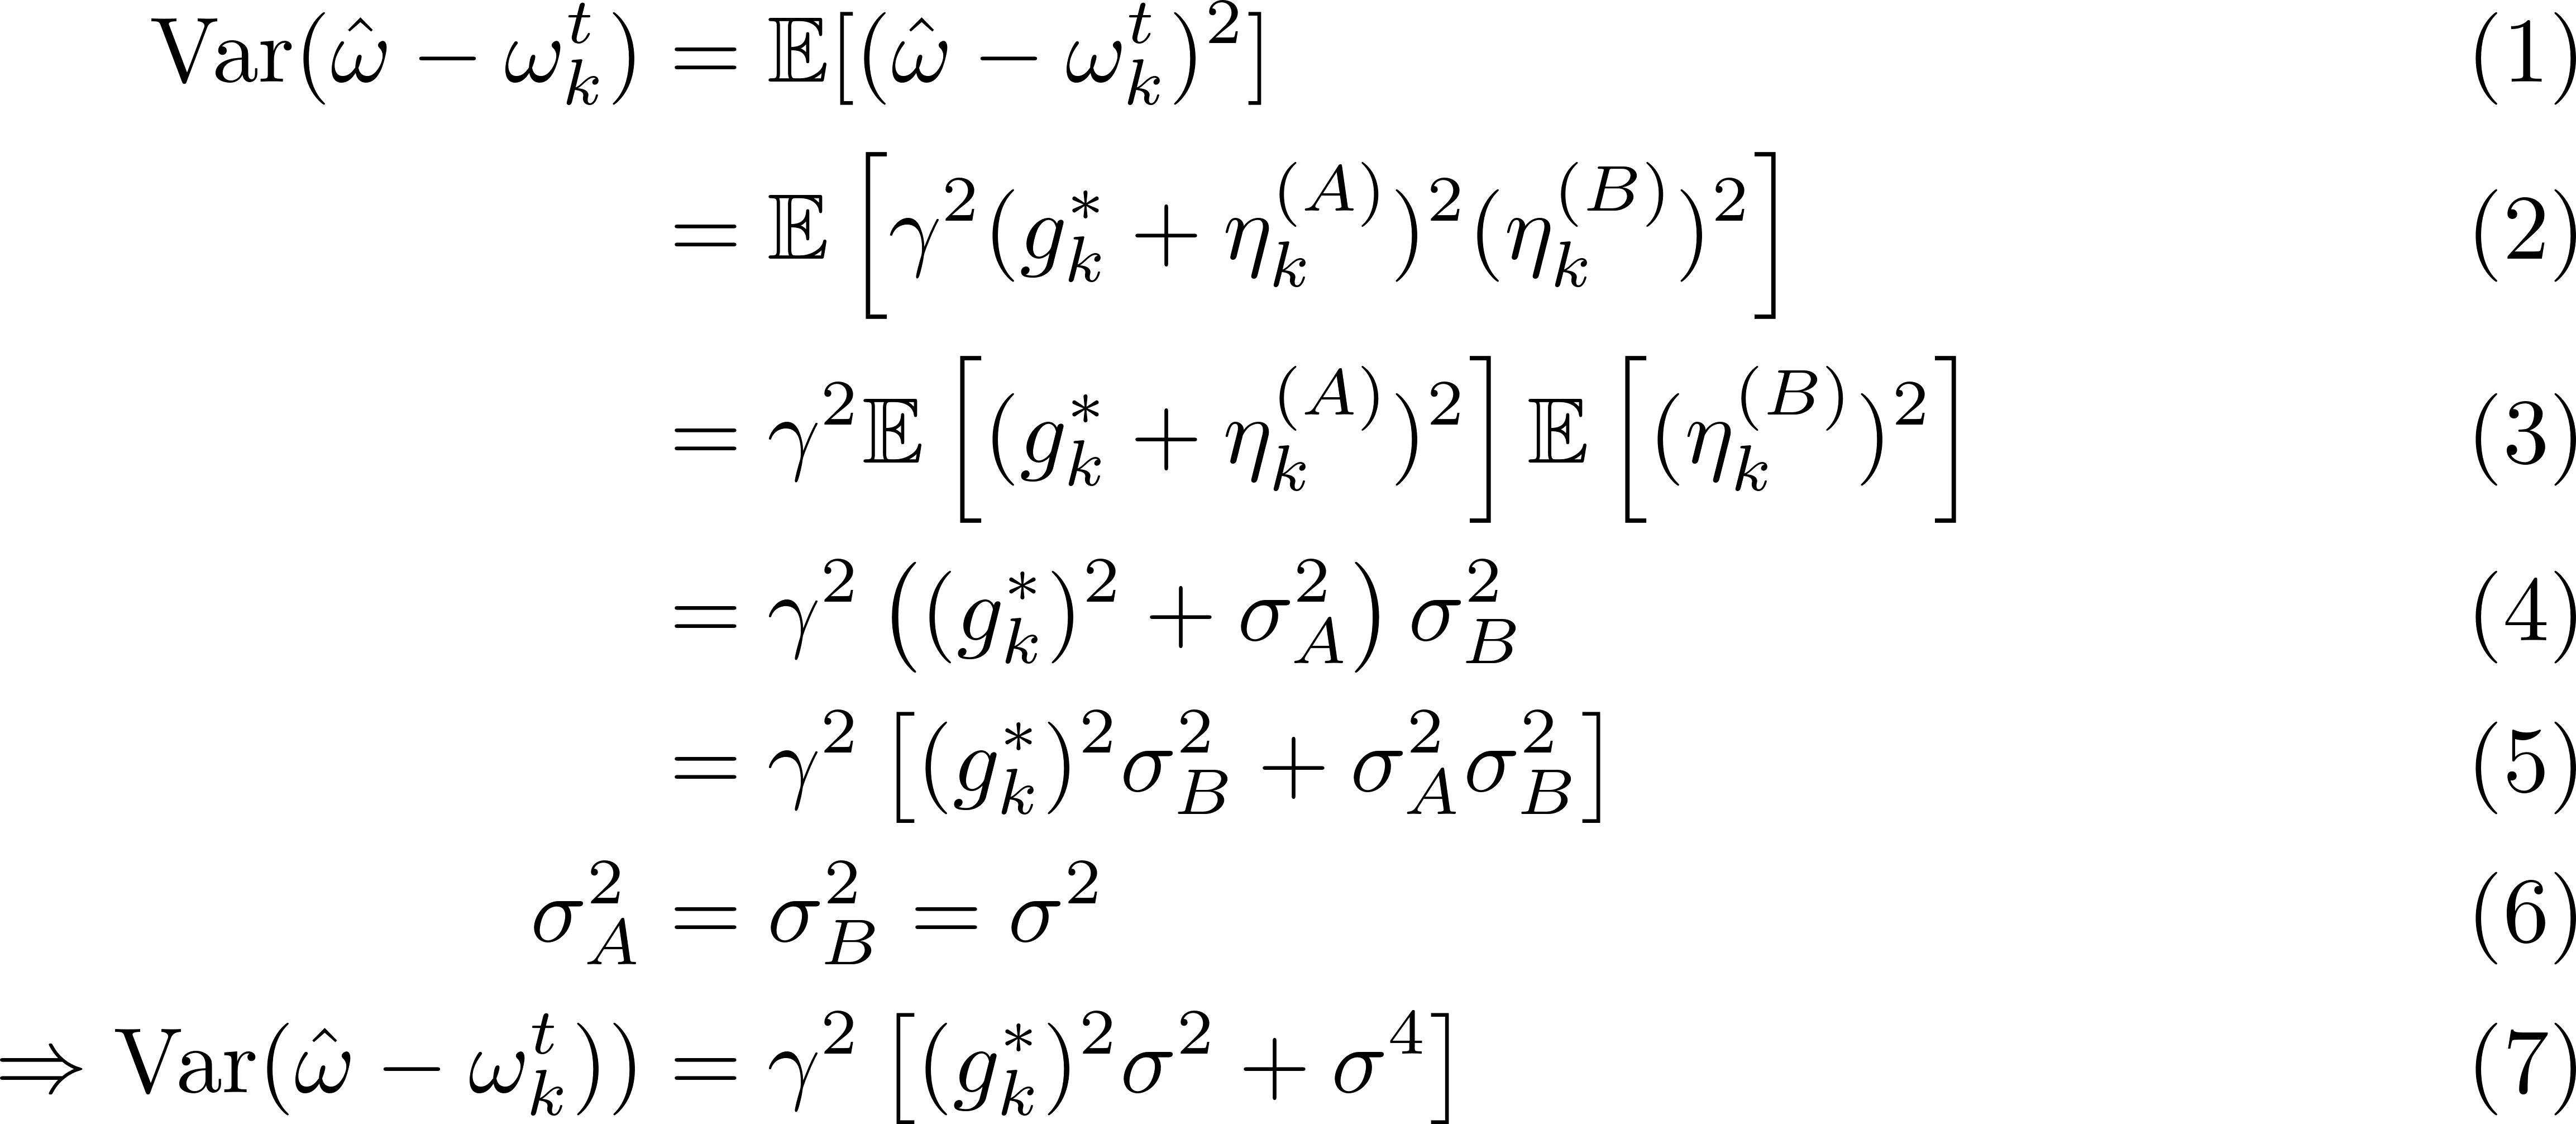 Var(ω̂ − ω_k^t) = 𝔼[(ω̂ − ω_k^t)^2] (1)
= 𝔼 [γ^2(g_k^* + η_k^{(A)})^2(η_k^{(B)})^2] (2)
= γ^2𝔼 [(g_k^* + η_k^{(A)})^2] 𝔼 [(η_k^{(B)})^2] (3)
= γ^2 ((g_k^*)^2 + σ_A^2) σ_B^2 (4)
= γ^2 [(g_k^*)^2σ_B^2 + σ_A^2σ_B^2] (5)
σ_A^2 = σ_B^2 = σ^2 (6)
⇒ Var(ω̂ − ω_k^t)) = γ^2 [(g_k^*)^2σ^2 + σ^4] (7)